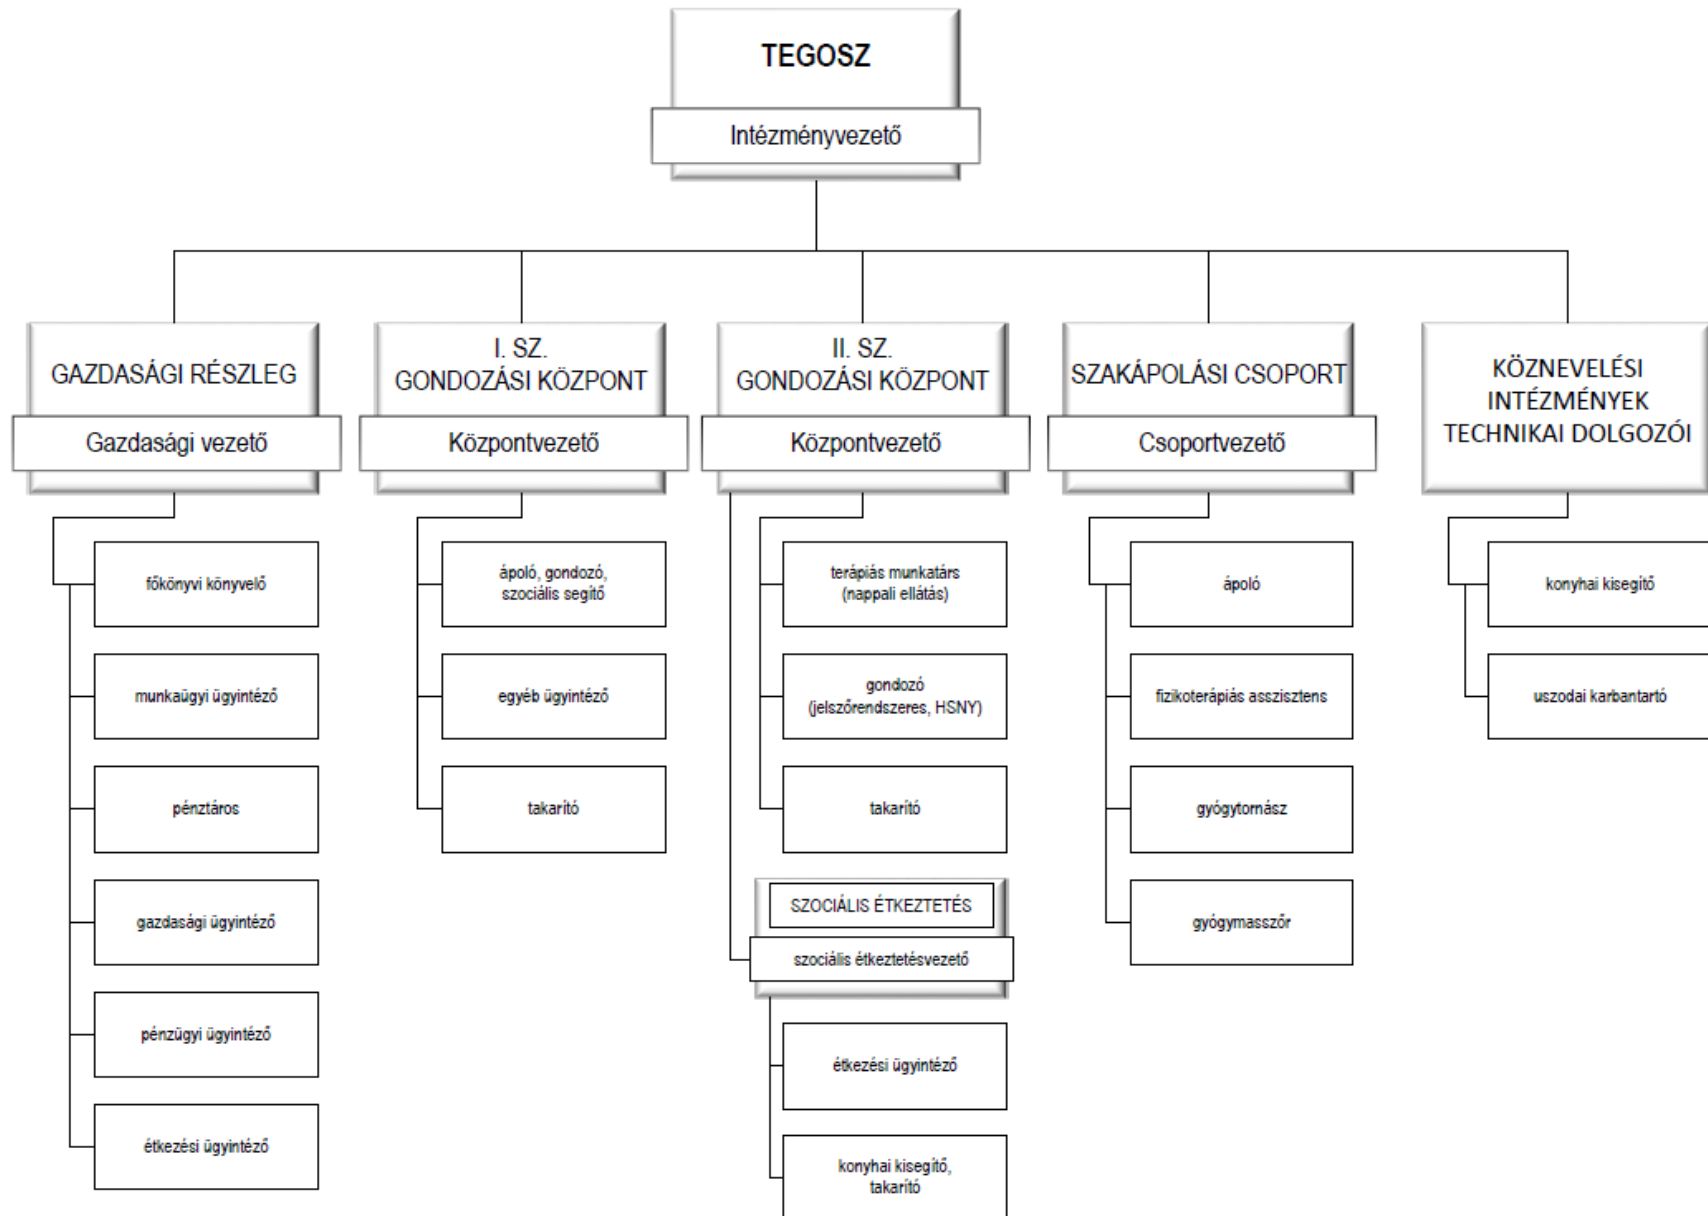 TEGOSZ
Intézményvezető
GAZDASÁGI RÉSZLEG
Gazdasági vezető
főkönyvi könyvelő
munkaügyi ügyintéző
pénztáros
gazdasági ügyintéző
pénzügyi ügyintéző
étkezési ügyintéző
I. SZ.
GONDOZÁSI KÖZPONT
Központvezető
ápoló, gondozó,
szociális segítő
egyéb ügyintéző
takarító
II. SZ.
GONDOZÁSI KÖZPONT
Központvezető
terápiás munkatárs
(nappali ellátás)
gondozó
(jelszőrendszeres, HSNY)
takarító
SZOCIÁLIS ÉTKEZTETÉS
szociális étkeztetésvezető
étkezési ügyintéző
konyhai kisegítő,
takarító
SZAKÁPOLÁSI CSOPORT
Csoportvezető
ápoló
fizikoterápiás asszisztens
gyógytornász
gyógymasszőr
KÖZNEVELÉSI
INTÉZMÉNYEK
TECHNIKAI DOLGOZÓI
konyhai kisegítő
uszodai karbantartó